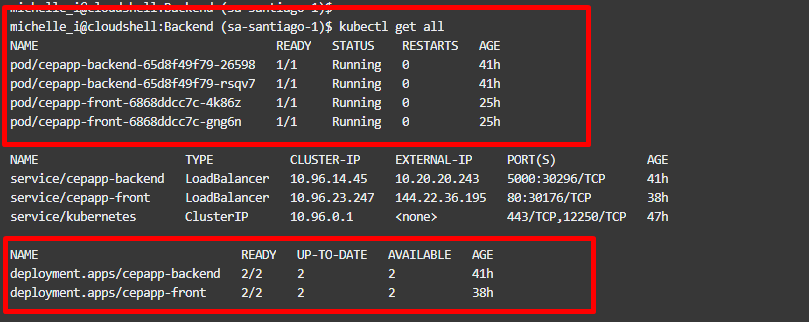 michelle_i@cloudshell:Backend (sa-santiago-1)$
michelle_i@cloudshell:Backend (sa-santiago-1)$ kubectl get all
NAME READY STATUS RESTARTS AGE
pod/cepapp-backend-65d8f49f79-26598 1/1 Running 0 41h
pod/cepapp-backend-65d8f49f79-rsqv7 1/1 Running 0 41h
pod/cepapp-front-6868ddcc7c-4k86z 1/1 Running 0 25h
pod/cepapp-front-6868ddcc7c-gng6n 1/1 Running 0 25h
NAME TYPE CLUSTER-IP EXTERNAL-IP PORT(S) AGE
service/cepapp-backend LoadBalancer 10.96.14.45 10.20.20.243 5000:30296/TCP 41h
service/cepapp-front LoadBalancer 10.96.23.247 144.22.36.195 80:30176/TCP 38h
service/kubernetes ClusterIP 10.96.0.1 <none> 443/TCP,12250/TCP 47h
NAME READY UP-TO-DATE AVAILABLE AGE
deployment.apps/cepapp-backend 2/2 2 2 41h
deployment.apps/cepapp-front 2/2 2 2 38h